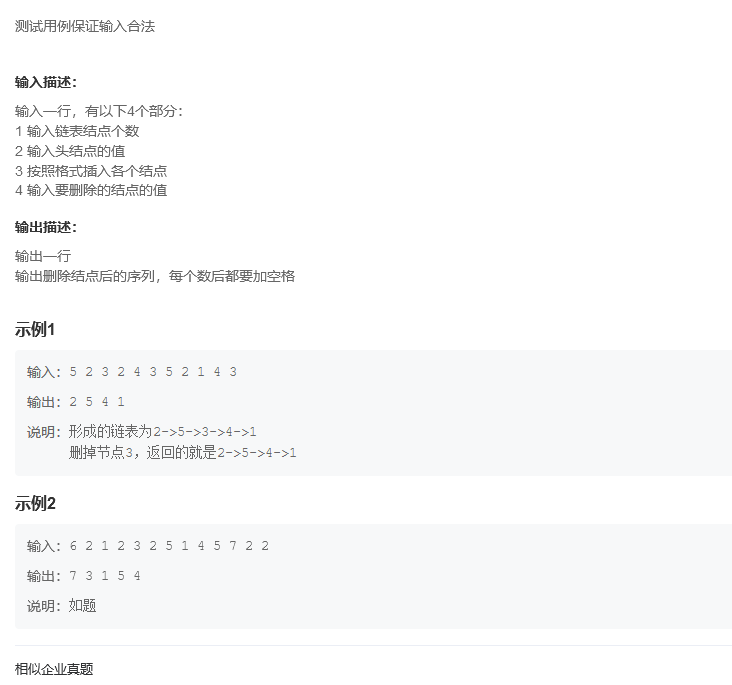 测试用例保证输入合法
输入描述：
输入一行，有以下4个部分：
1 输入链表结点个数
2 输入头结点的值
3 按照格式插入各个结点
4 输入要删除的结点的值
输出描述：
输出一行
输出删除结点后的序列，每个数后都要加空格
示例1
输入：5 2 3 2 4 3 5 2 1 4 3
输出：2 5 4 1
说明：形成的链表为2->5->3->4->1
删掉节点3，返回的就是2->5->4->1
示例2
输入：6 2 1 2 3 2 5 1 4 5 7 2 2
输出：7 3 1 5 4
说明：如题
相似企业真题